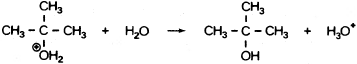 CH₃ CH₃
CH₃–C–CH₃ + H₂O → CH₃–C–CH₃ + H₃O⁺
⊕OH₂ OH